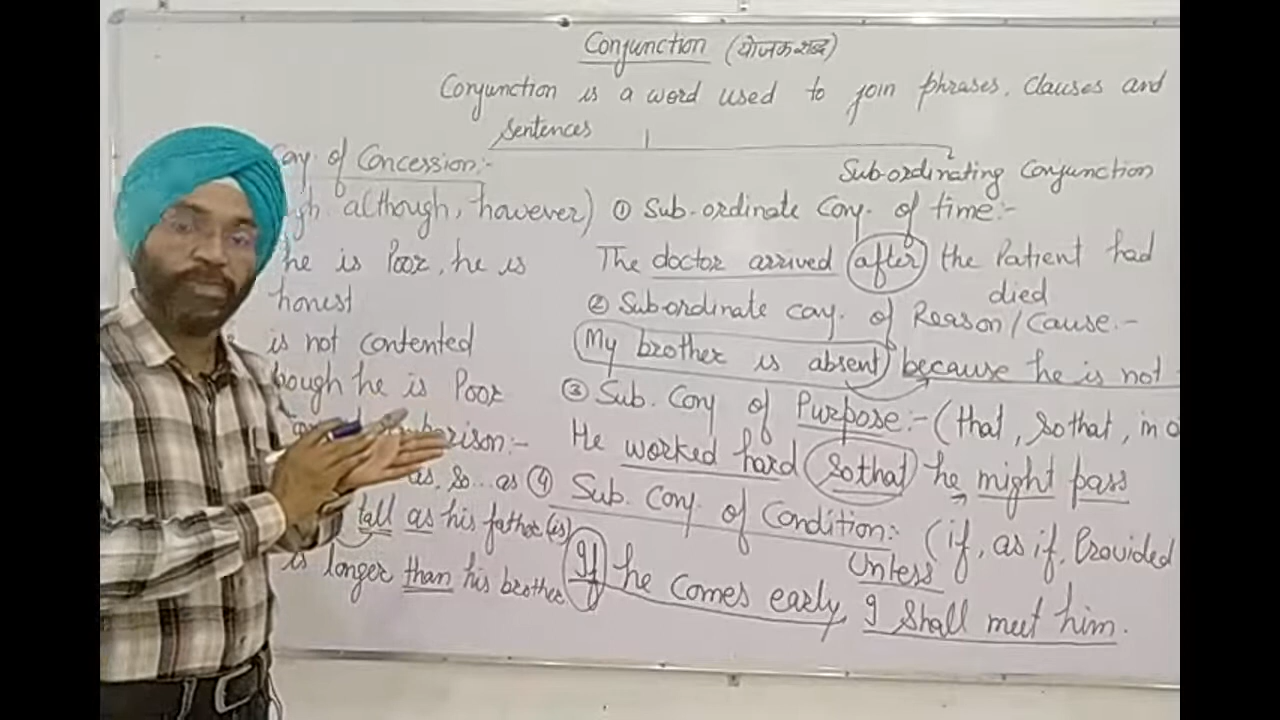 Conjunction (योजक शब्द)
Conjunction is a word used to join phrases, clauses and
sentences
Sub-ordinating Conjunction
Conj. of Concession:-
although, however)
he is Poor, he is
honest
is not contented
he is Poor
as, so...as
tall as his father (is)
is longer than his brother
① Sub-ordinate Conj. of time:-
The doctor arrived after the Patient had
died
② Subordinate conj. of Reason/Cause:-
My brother is absent because he is not
③ Sub. Conj of Purpose:- (that, so that, in o
He worked hard so that he might pass
④ Sub. Conj. of Condition: (if, as if, Provided
Unless
If he comes early, I shall meet him.